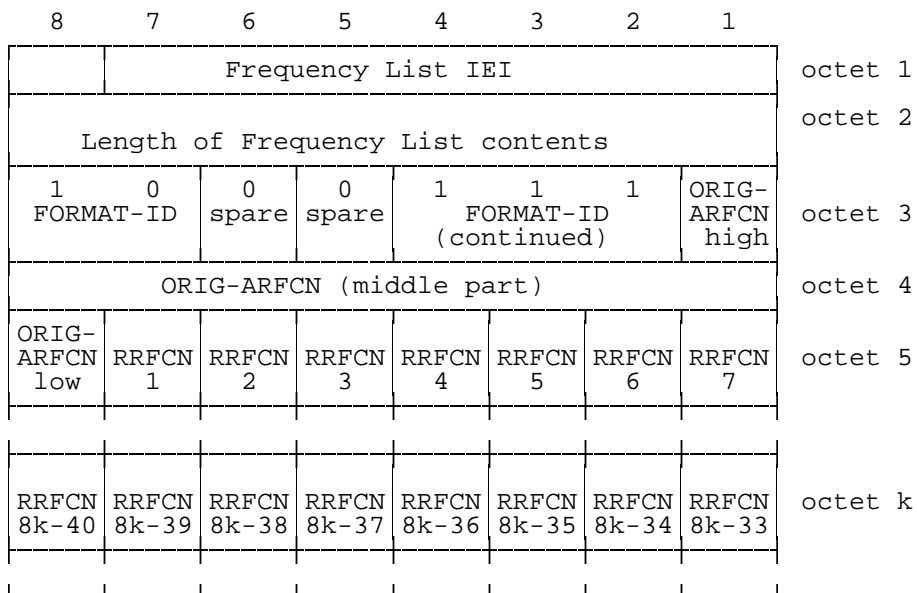 8 7 6 5 4 3 2 1
Frequency List IEI octet 1
octet 2
Length of Frequency List contents
1 0 0 0 1 1 1 ORIG-
FORMAT-ID spare spare FORMAT-ID ARFCN octet 3
(continued) high
ORIG-ARFCN (middle part) octet 4
ORIG-
ARFCN RRFCN RRFCN RRFCN RRFCN RRFCN RRFCN RRFCN octet 5
low 1 2 3 4 5 6 7
RRFCN RRFCN RRFCN RRFCN RRFCN RRFCN RRFCN RRFCN octet k
8k-40 8k-39 8k-38 8k-37 8k-36 8k-35 8k-34 8k-33